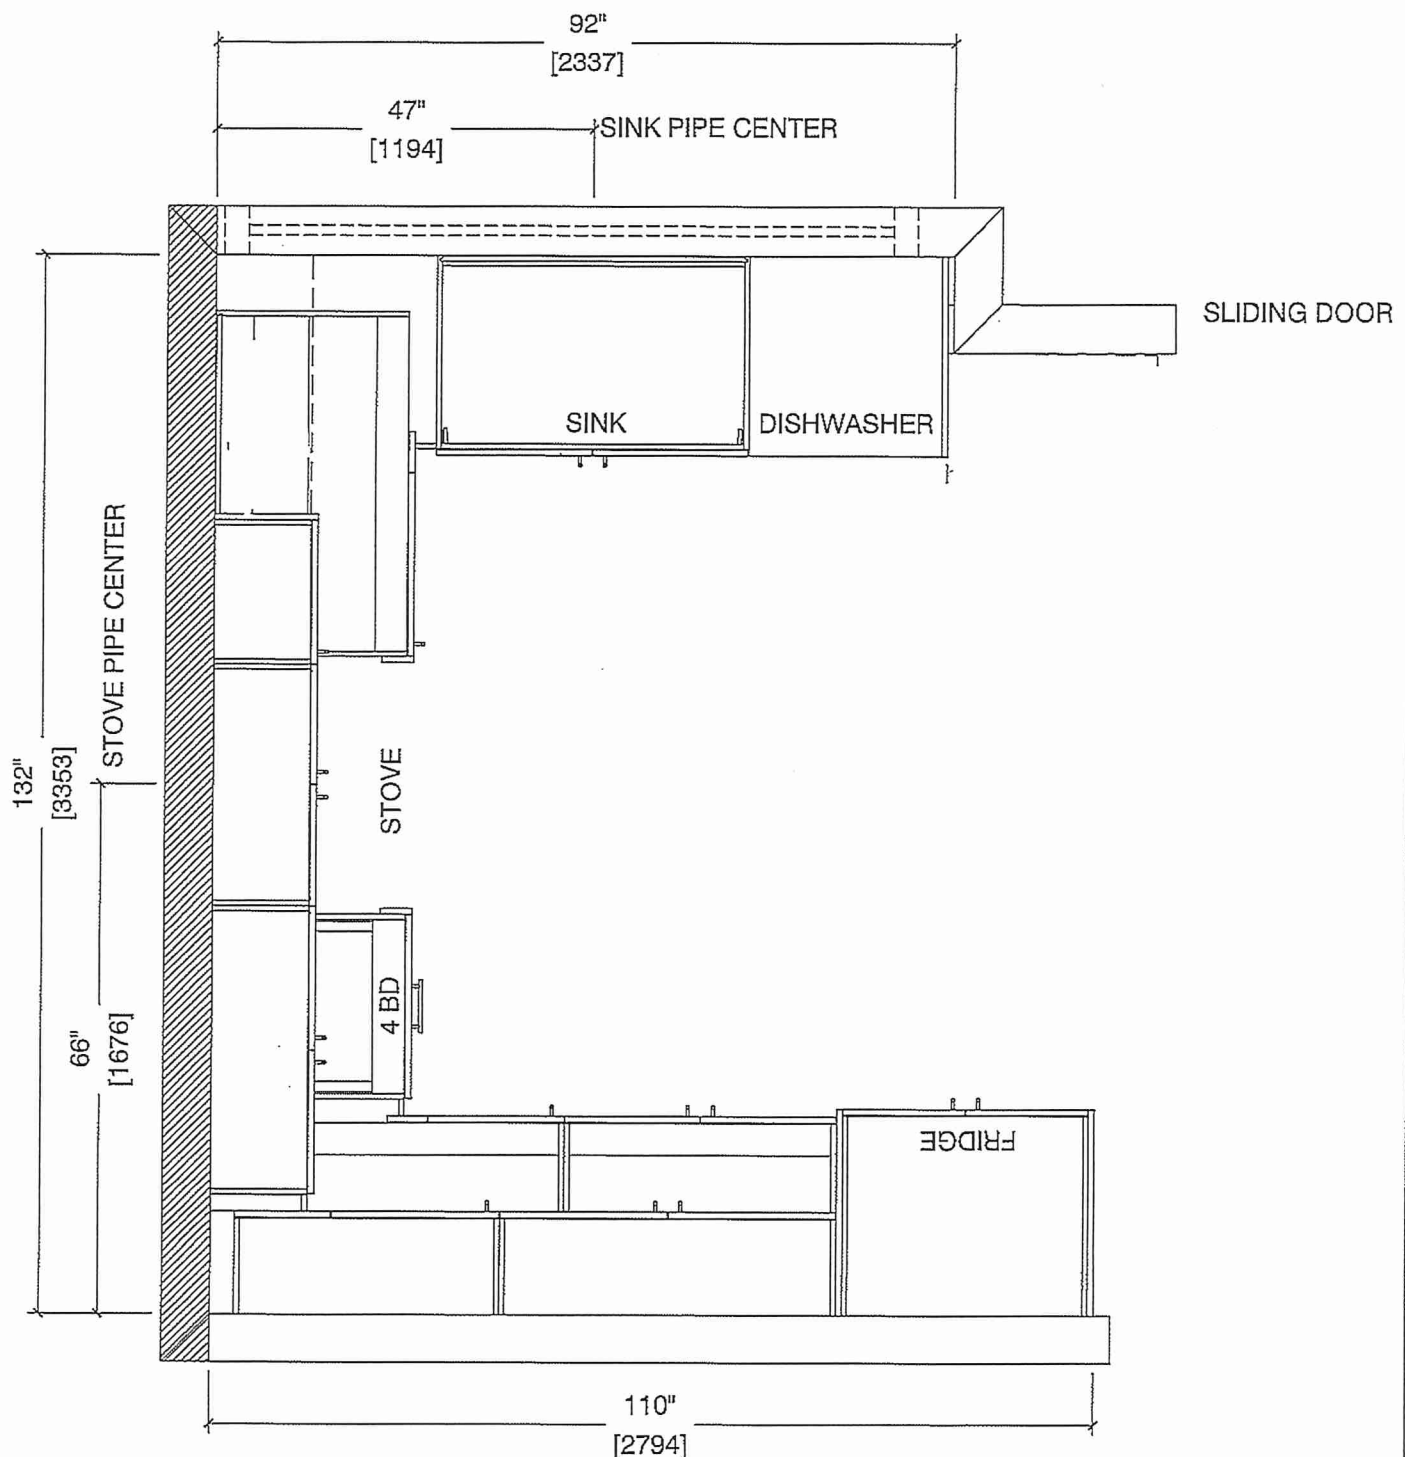 92"
[2337]
47"
[1194]
SINK PIPE CENTER
SLIDING DOOR
SINK
DISHWASHER
STOVE PIPE CENTER
132"
[3353]
STOVE
66"
[1676]
4 BD
FRIDGE
110"
[2794]